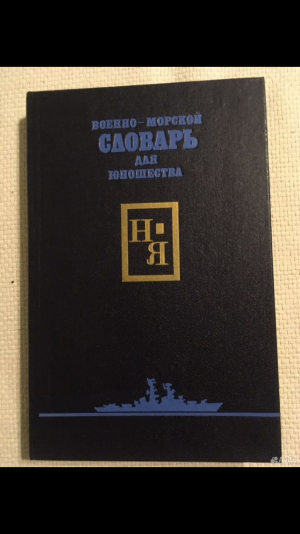 ВОЕННО-МОРСКОЙ
СЛОВАРЬ
ДЛЯ
ЮНОШЕСТВА
Н·
Я